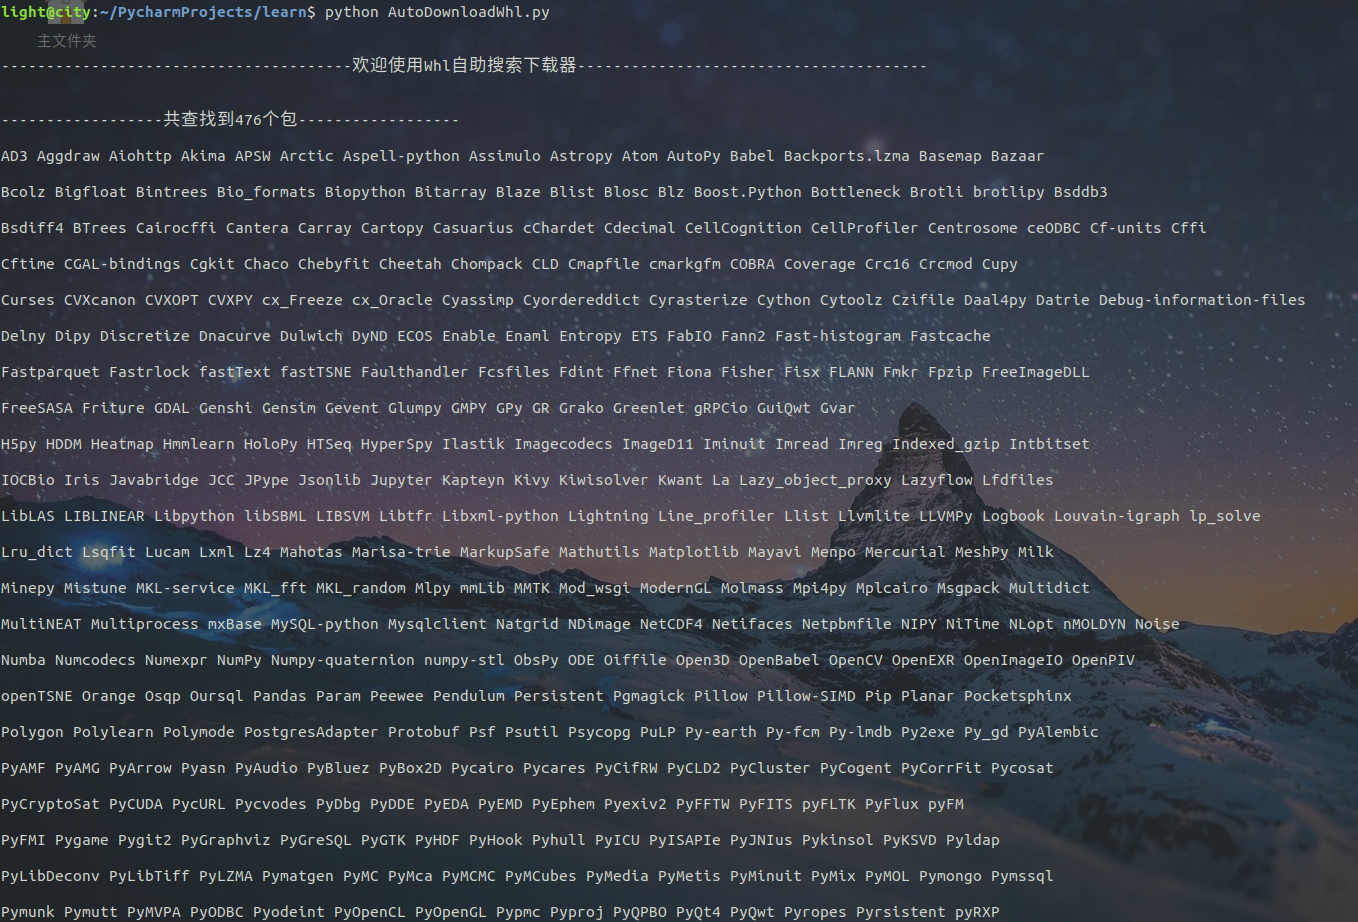 light@city:~/PycharmProjects/learn$ python AutoDownloadWhl.py
主文件夹
---------------------------------------欢迎使用Whl自助搜索下载器---------------------------------------
------------------共查找到476个包------------------
AD3 Aggdraw Aiohttp Akima APSW Arctic Aspell-python Assimulo Astropy Atom AutoPy Babel Backports.lzma Basemap Bazaar
Bcolz Bigfloat Bintrees Bio_formats Biopython Bitarray Blaze Blist Blosc Blz Boost.Python Bottleneck Brotli brotlipy Bsddb3
Bsdiff4 BTrees Cairocffi Cantera Carray Cartopy Casuarius cChardet Cdecimal CellCognition CellProfiler Centrosome ceODBC Cf-units Cffi
Cftime CGAL-bindings Cgkit Chaco Chebyfit Cheetah Chompack CLD Cmapfile cmarkgfm COBRA Coverage Crc16 Crcmod Cupy
Curses CVXcanon CVXOPT CVXPY cx_Freeze cx_Oracle Cyassimp Cyordereddict Cyrasterize Cython Cytoolz Czifile Daal4py Datrie Debug-information-files
Delny Dipy Discretize Dnacurve Dulwich DyND ECOS Enable Enaml Entropy ETS FabIO Fann2 Fast-histogram Fastcache
Fastparquet Fastrlock fastText fastTSNE Faulthandler Fcsfiles Fdint Ffnet Fiona Fisher Fisx FLANN Fmkr Fpzip FreeImageDLL
FreeSASA Friture GDAL Genshi Gensim Gevent Glumpy GMPY GPy GR Grako Greenlet gRPCio GuiQwt Gvar
H5py HDDM Heatmap Hmmlearn HoloPy HTSeq HyperSpy Ilastik Imagecodecs ImageD11 Iminuit Imread Imreg Indexed_gzip Intbitset
IOCBio Iris Javabridge JCC JPype Jsonlib Jupyter Kapteyn Kivy Kiwisolver Kwant La Lazy_object_proxy Lazyflow Lfdfiles
LibLAS LIBLINEAR Libpython libSBML LIBSVM Libtfr Libxml-python Lightning Line_profiler Llist Llvmlite LLVMPy Logbook Louvain-igraph lp_solve
Lru_dict Lsqfit Lucam Lxml Lz4 Mahotas Marisa-trie MarkupSafe Mathutils Matplotlib Mayavi Menpo Mercurial MeshPy Milk
Minepy Mistune MKL-service MKL_fft MKL_random Mlpy mmLib MMTK Mod_wsgi ModernGL Molmass Mpi4py Mplcairo Msgpack Multidict
MultiNEAT Multiprocess mxBase MySQL-python Mysqlclient Natgrid NDimage NetCDF4 Netifaces Netpbmfile NIPY NiTime NLopt nMOLDYN Noise
Numba Numcodecs Numexpr NumPy Numpy-quaternion numpy-stl ObsPy ODE Oiffile Open3D OpenBabel OpenCV OpenEXR OpenImageIO OpenPIV
openTSNE Orange Osqp Oursql Pandas Param Peewee Pendulum Persistent Pgmagick Pillow Pillow-SIMD Pip Planar Pocketsphinx
Polygon Polylearn Polymode PostgresAdapter Protobuf Psf Psutil Psycopg PuLP Py-earth Py-fcm Py-lmdb Py2exe Py_gd PyAlembic
PyAMF PyAMG PyArrow Pyasn PyAudio PyBluez PyBox2D Pycairo Pycares PyCifRW PyCLD2 PyCluster PyCogent PyCorrFit Pycosat
PyCryptoSat PyCUDA PycURL Pycvodes PyDbg PyDDE PyEDA PyEMD PyEphem Pyexiv2 PyFFTW PyFITS pyFLTK PyFlux pyFM
PyFMI Pygame Pygit2 PyGraphviz PyGreSQL PyGTK PyHDF PyHook Pyhull PyICU PyISAPIe PyJNIus Pykinsol PyKSVD Pyldap
PyLibDeconv PyLibTiff PyLZMA Pymatgen PyMC PyMca PyMCMC PyMCubes PyMedia PyMetis PyMinuit PyMix PyMOL Pymongo Pymssql
Pymunk Pymutt PyMVPA PyODBC Pyodeint PyOpenCL PyOpenGL Pypmc Pyproj PyQPBO PyQt4 PyQwt Pyropes Pyrsistent pyRXP